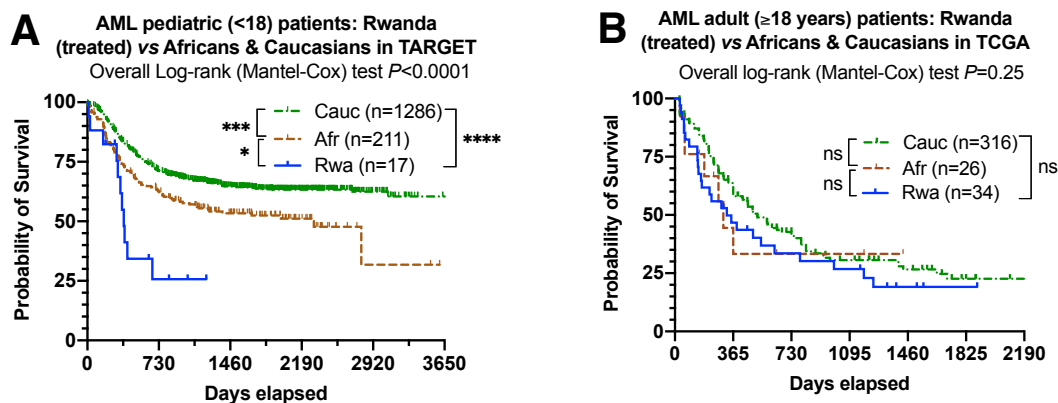 A
AML pediatric (<18) patients: Rwanda
(treated) vs Africans & Caucasians in TARGET
Overall Log-rank (Mantel-Cox) test P<0.0001
Probability of Survival
100
75
50
25
0
Cauc (n=1286)
Afr (n=211)
Rwa (n=17)
***
*
****
0 730 1460 2190 2920 3650
Days elapsed
B
AML adult (≥18 years) patients: Rwanda
(treated) vs Africans & Caucasians in TCGA
Overall log-rank (Mantel-Cox) test P=0.25
Probability of Survival
100
75
50
25
0
Cauc (n=316)
Afr (n=26)
Rwa (n=34)
ns
ns
ns
0 365 730 1095 1460 1825 2190
Days elapsed